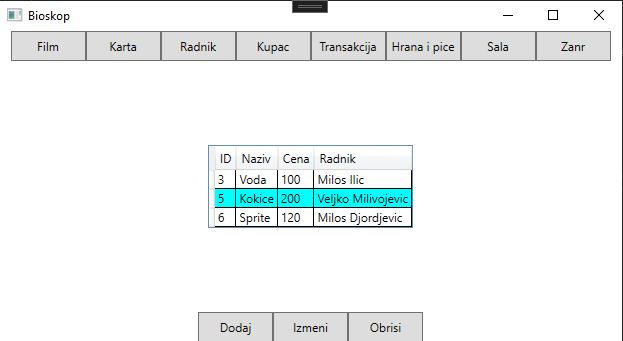 Bioskop
Film Karta Radnik Kupac Transakcija Hrana i pice Sala Zanr
ID Naziv Cena Radnik
3 Voda 100 Milos Ilic
5 Kokice 200 Veljko Milivojevic
6 Sprite 120 Milos Djordjevic
Dodaj Izmeni Obrisi